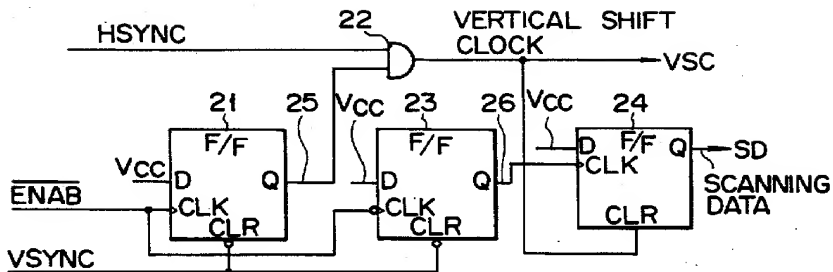 HSYNC
22
VERTICAL SHIFT
CLOCK
VSC
21
25
VCC
23
26
VCC
24
F/F
F/F
F/F
VCC
D
Q
D
Q
D
Q
SD
CLK
ENAB
CLK
CLK
SCANNING
DATA
CLR
CLR
CLR
VSYNC